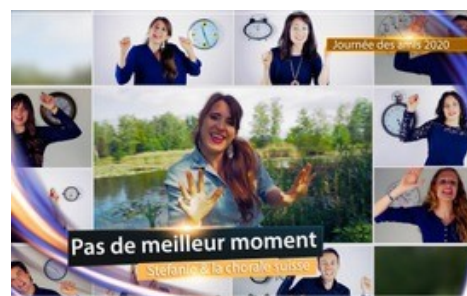 Journée des amis 2020
Pas de meilleur moment
Stefanie & la chorale suisse